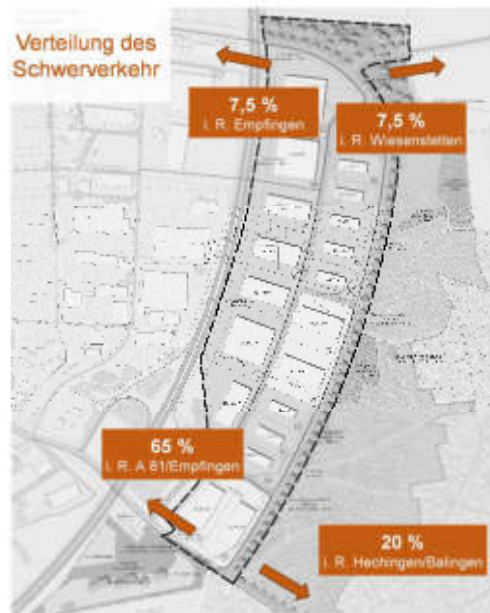 Verteilung des
Schwerverkehr
7,5 %
i. R. Empfingen
7,5 %
i. R. Wiesenstetten
65 %
i. R. A 81/Empfingen
20 %
i. R. Hechingen/Balingen